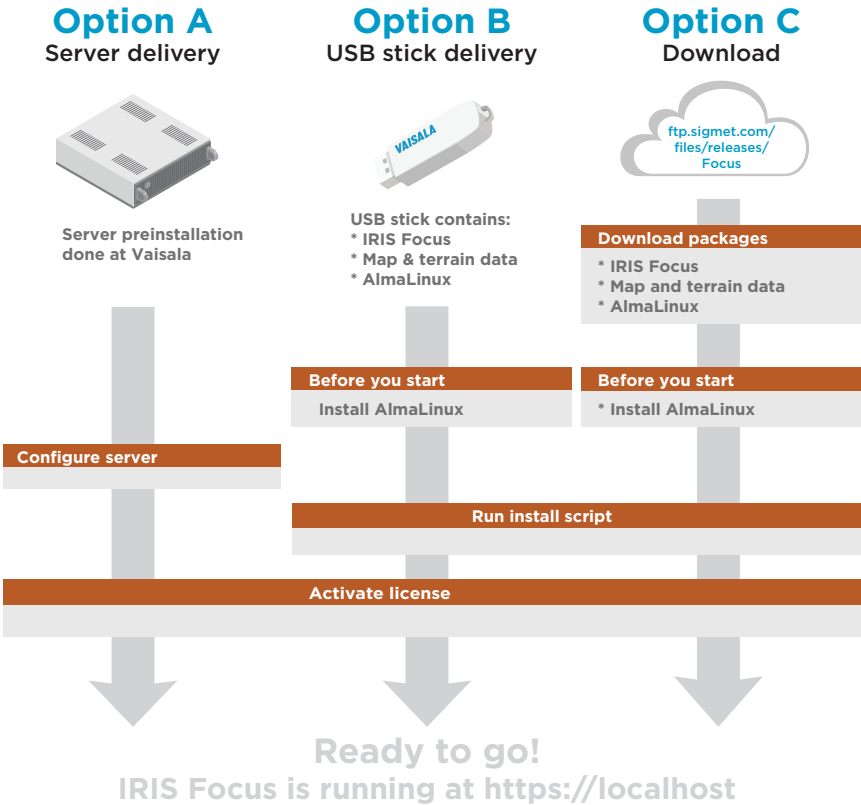 Option A
Server delivery
Server preinstallation
done at Vaisala
Configure server
Option B
USB stick delivery
VAISALA
USB stick contains:
* IRIS Focus
* Map & terrain data
* AlmaLinux
Before you start
Install AlmaLinux
Option C
Download
ftp.sigmet.com/
files/releases/
Focus
Download packages
* IRIS Focus
* Map and terrain data
* AlmaLinux
Before you start
* Install AlmaLinux
Run install script
Activate license
Ready to go!
IRIS Focus is running at https://localhost